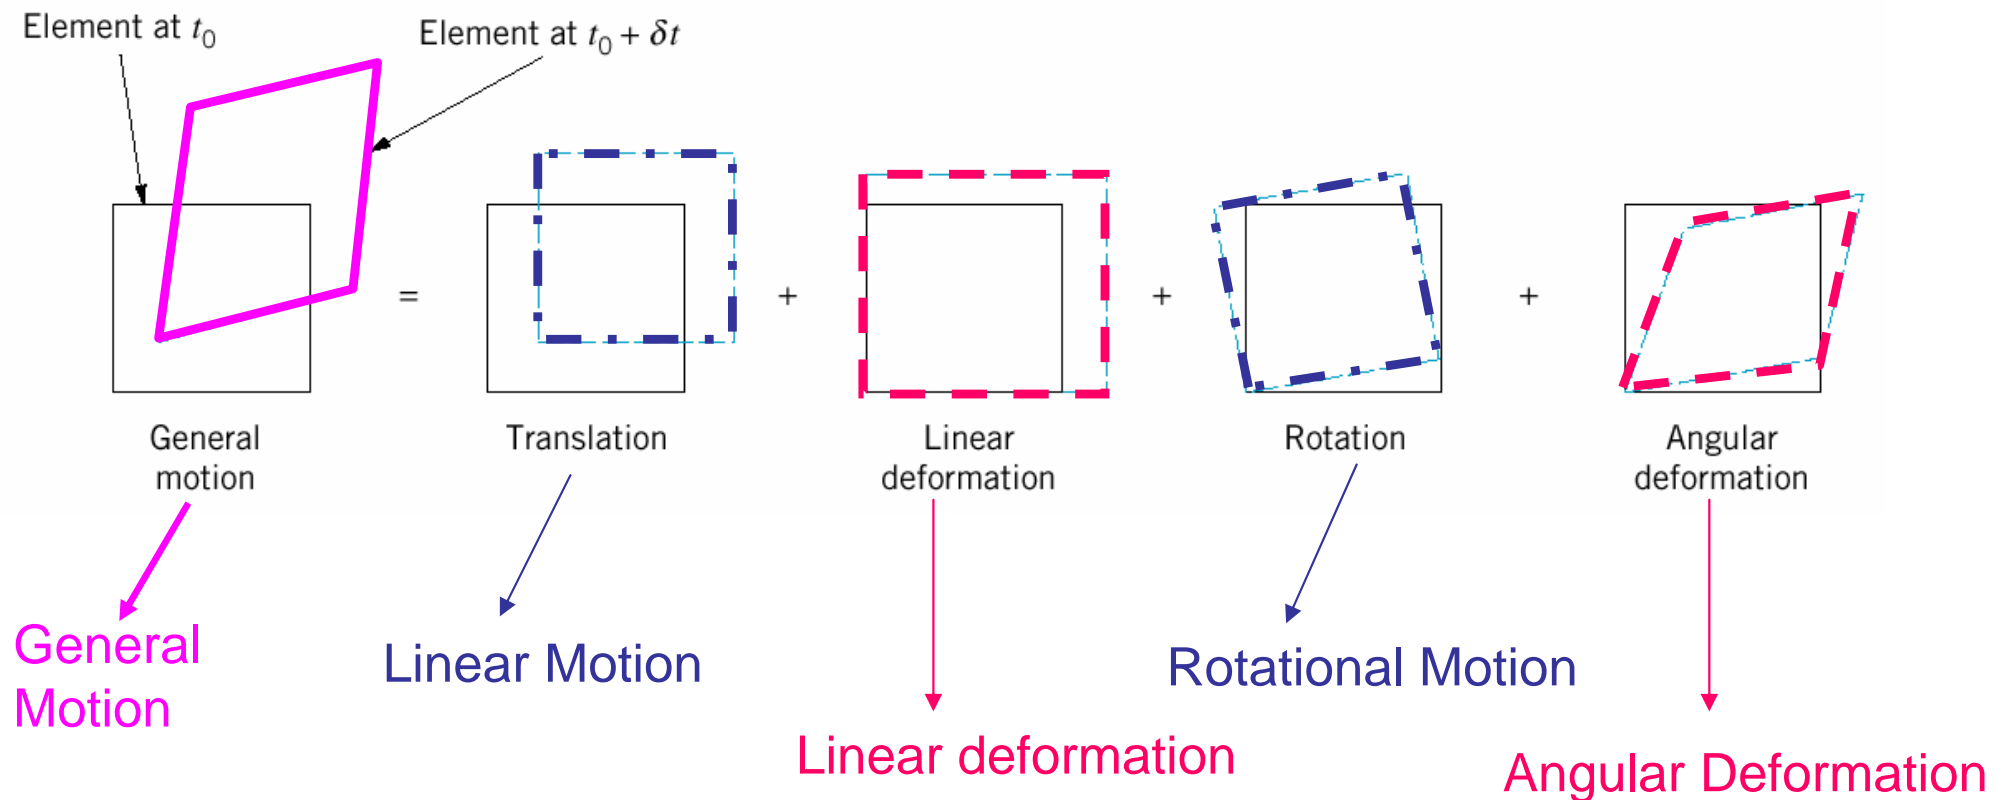 Element at t₀
Element at t₀ + δt
= + + +
General
motion
Translation
Linear
deformation
Rotation
Angular
deformation
General
Motion
Linear Motion
Rotational Motion
Linear deformation
Angular Deformation